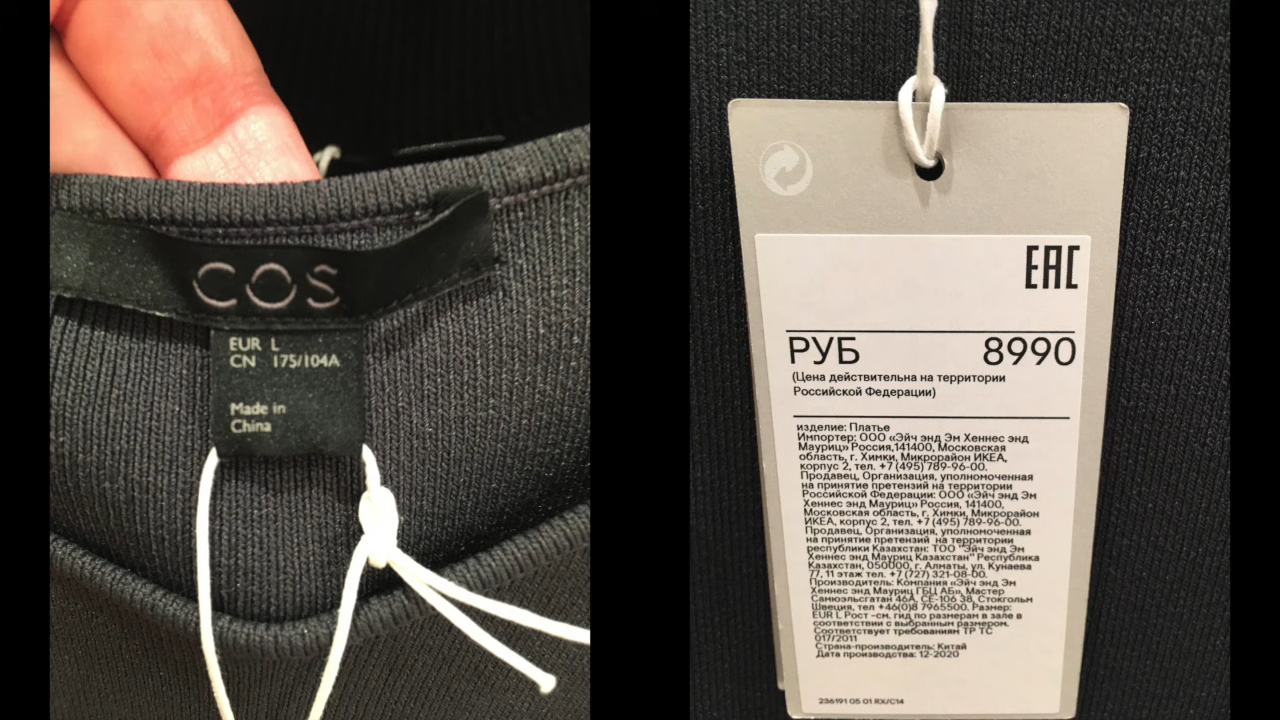 COS
EUR L
CN 175/104A
Made in
China
EAC
РУБ 8990
(Цена действительна на территории
Российской Федерации)
изделие: Платье
Импортер: ООО «Эйч энд Эм Хеннес энд
Мауриц» Россия,141400, Московская
область, г. Химки, Микрорайон ИКЕА,
корпус 2, тел. +7 (495) 789-96-00.
Продавец, Организация, уполномоченная
на принятие претензий на территории
Российской Федерации: ООО «Эйч энд Эм
Хеннес энд Мауриц» Россия, 141400,
Московская область, г. Химки, Микрорайон
ИКЕА, корпус 2, тел. +7 (495) 789-96-00.
Продавец, Организация, уполномоченная
на принятие претензий на территории
республики Казахстан: ТОО "Эйч энд Эм
Хеннес энд Мауриц Казахстан" Республика
Казахстан, 050000, г. Алматы, ул. Кунаева
77, 11 этаж тел. +7 (727) 321-08-00.
Производитель: Компания «Эйч энд Эм
Хеннес энд Мауриц ГБЦ АБ», Мастер
Самюэльсгатан 46А, СЕ-106 38, Стокгольм
Швеция, тел +46(0)8 7965500. Размер:
EUR L Рост -см. гид по размерам в зале в
соответствии с выбранным размером.
Соответствует требованиям ТР ТС
017/2011
Страна-производитель: Китай
Дата производства: 12-2020
236191 05 01 RX/C14